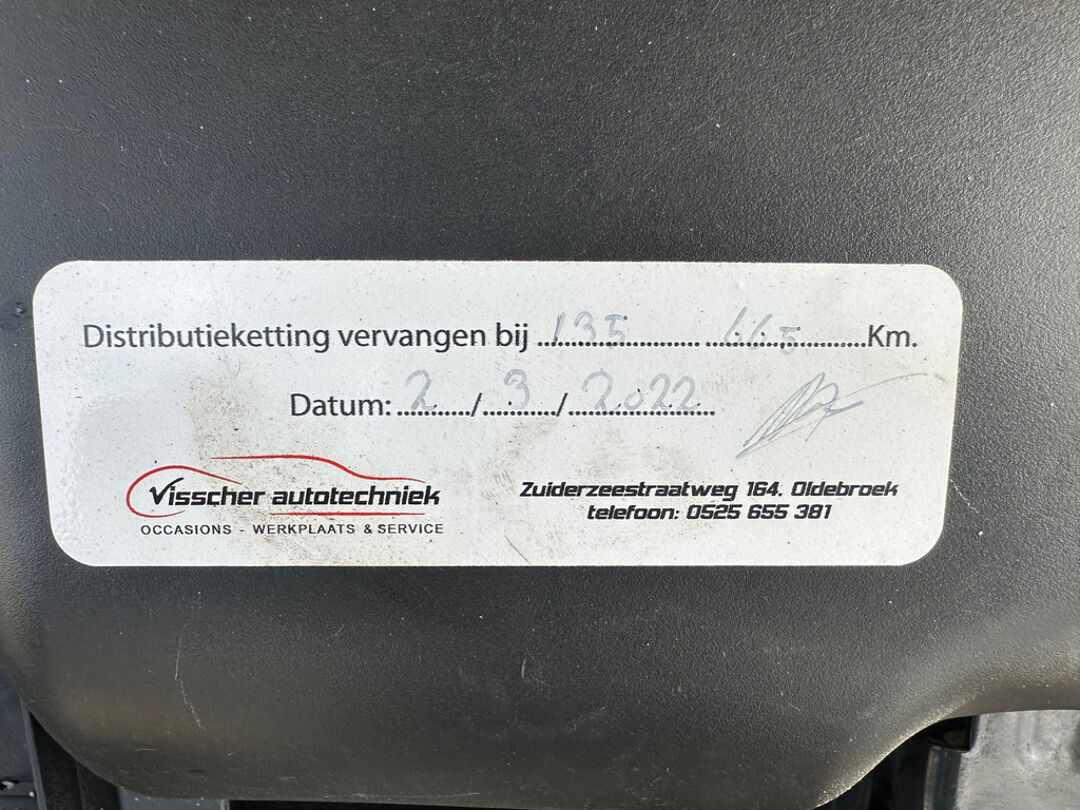 Distributieketting vervangen bij 135 665 Km.
Datum: 2 / 3 / 2022
Visscher autotechniek
OCCASIONS - WERKPLAATS & SERVICE
Zuiderzeestraatweg 164. Oldebroek
telefoon: 0525 655 381